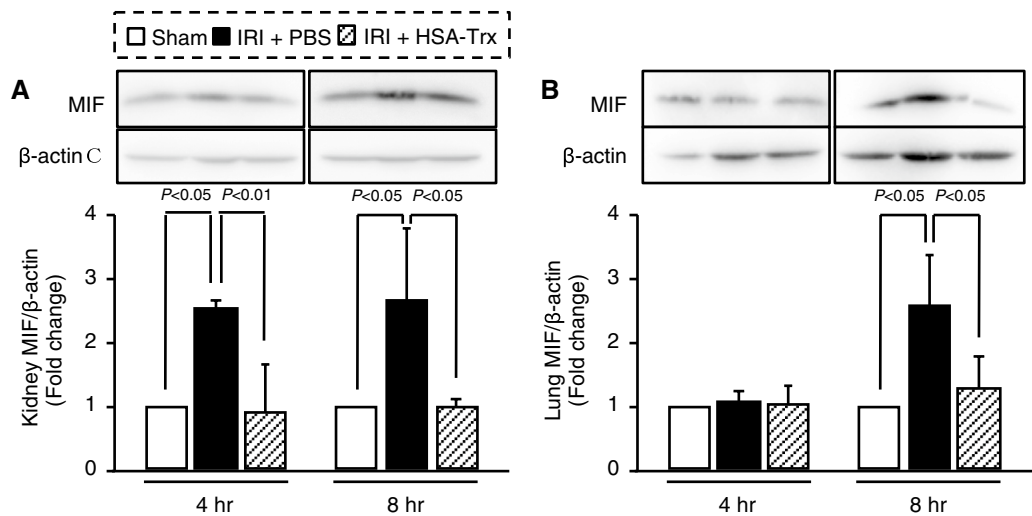 Sham IRI + PBS IRI + HSA-Trx
A
MIF
β-actin C
P<0.05 P<0.01
P<0.05 P<0.05
Kidney MIF/β-actin
(Fold change)
4
3
2
1
0
4 hr
8 hr
B
MIF
β-actin
P<0.05 P<0.05
Lung MIF/β-actin
(Fold change)
4
3
2
1
0
4 hr
8 hr